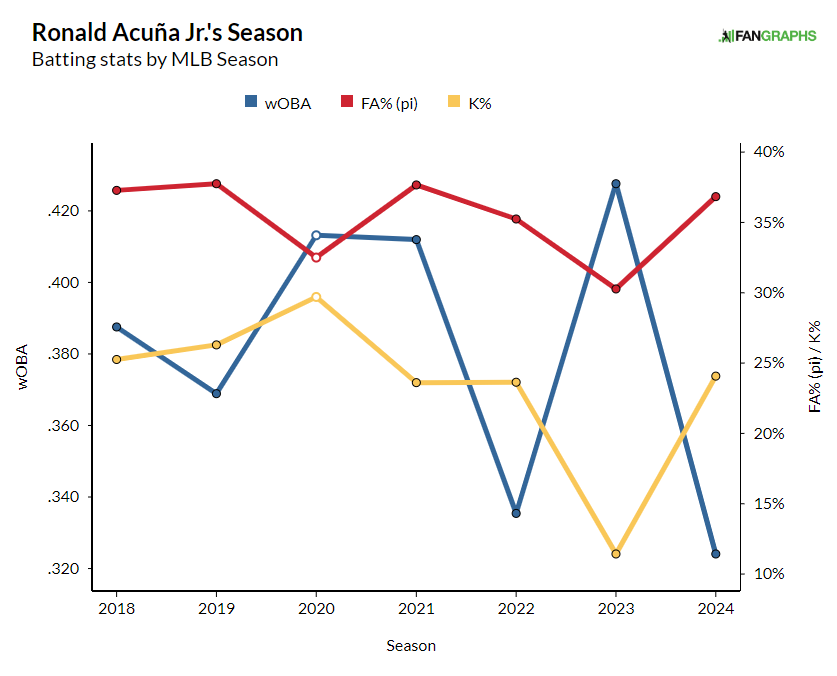 Ronald Acuña Jr.'s Season
Batting stats by MLB Season
FANGRAPHS
wOBA
FA% (pi)
K%
.420
.400
.380
.360
.340
.320
wOBA
40%
35%
30%
25%
20%
15%
10%
FA% (pi) / K%
2018 2019 2020 2021 2022 2023 2024
Season